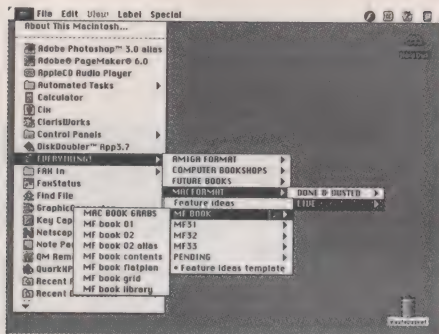 File Edit View Label Special
About This Macintosh...
Adobe Photoshop™ 3.0 alias
Adobe® PageMaker® 6.0
AppleCD Audio Player
Automated Tasks
Calculator
Cix
ClarisWorks
Control Panels
DiskDoubler™ App3.7
EVERYTHING!
FAX In
FaxStatus
Find File
GraphicConverter
Key Cap
Netscap
Note Pa
QM Rem
QuarkXP
Recent
Recent
AMIGA FORMAT
COMPUTER BOOKSHOPS
FUTURE BOOKS
MACFORMAT
Feature ideas
MF BOOK
MF31
MF32
MF33
PENDING
• Feature ideas template
DONE & DUSTED
LIVE
MAC BOOK GRABS
MF book 01
MF book 02
MF book 02 alias
MF book contents
MF book flatplan
MF book grid
MF book library